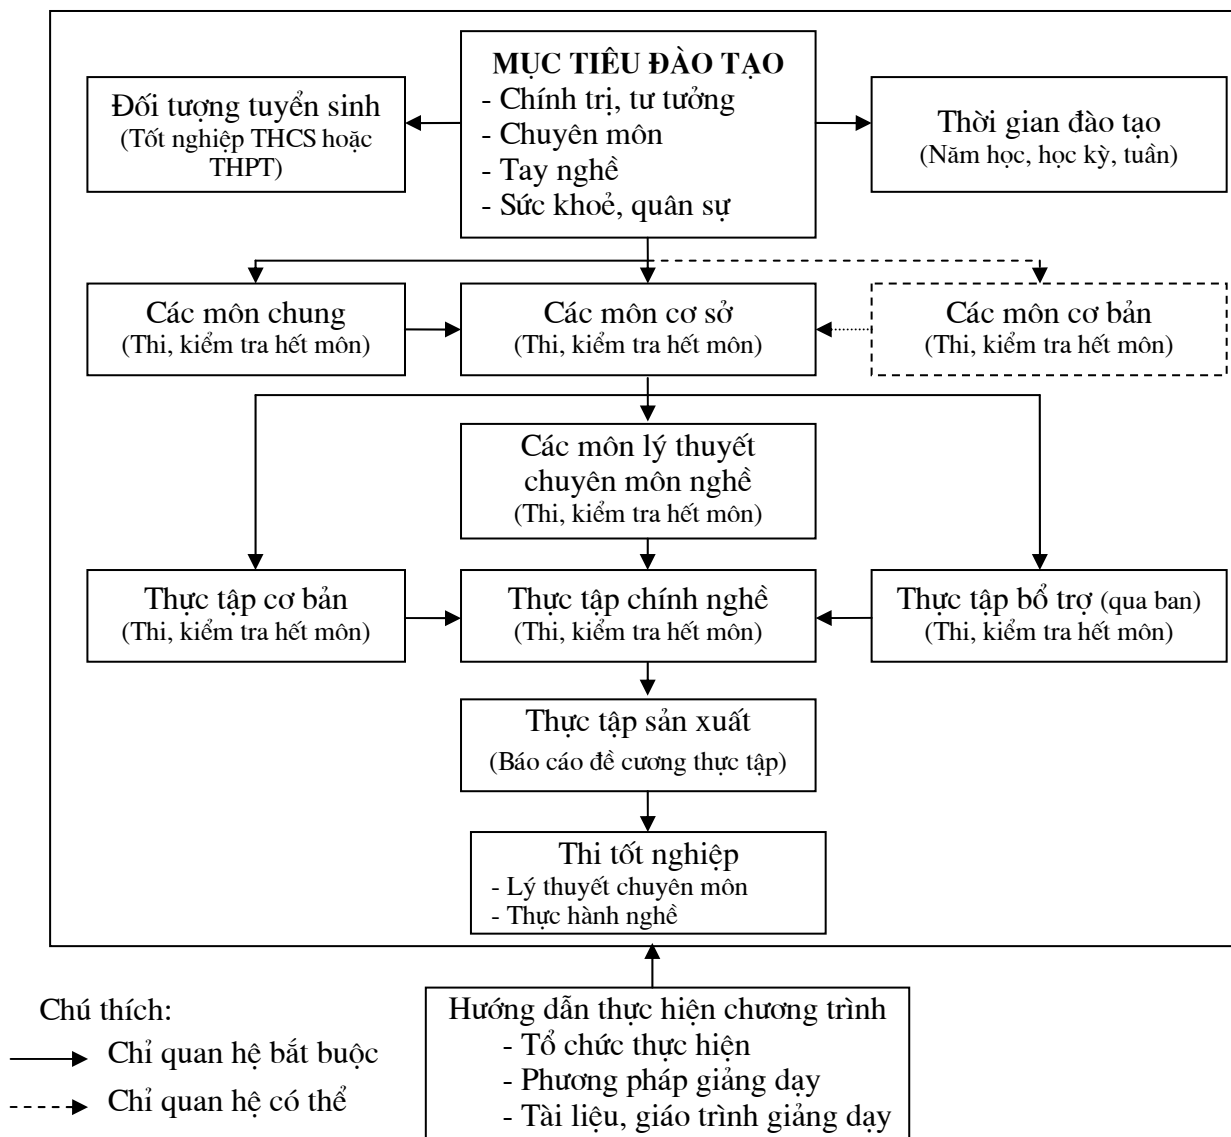 MỤC TIÊU ĐÀO TẠO
- Chính trị, tư tưởng
- Chuyên môn
- Tay nghề
- Sức khoẻ, quân sự
Đối tượng tuyển sinh
(Tốt nghiệp THCS hoặc
THPT)
Thời gian đào tạo
(Năm học, học kỳ, tuần)
Các môn chung
(Thi, kiểm tra hết môn)
Các môn cơ sở
(Thi, kiểm tra hết môn)
Các môn cơ bản
(Thi, kiểm tra hết môn)
Các môn lý thuyết
chuyên môn nghề
(Thi, kiểm tra hết môn)
Thực tập cơ bản
(Thi, kiểm tra hết môn)
Thực tập chính nghề
(Thi, kiểm tra hết môn)
Thực tập bổ trợ (qua ban)
(Thi, kiểm tra hết môn)
Thực tập sản xuất
(Báo cáo đề cương thực tập)
Thi tốt nghiệp
- Lý thuyết chuyên môn
- Thực hành nghề
Chú thích:
Chỉ quan hệ bắt buộc
Chỉ quan hệ có thể
Hướng dẫn thực hiện chương trình
- Tổ chức thực hiện
- Phương pháp giảng dạy
- Tài liệu, giáo trình giảng dạy